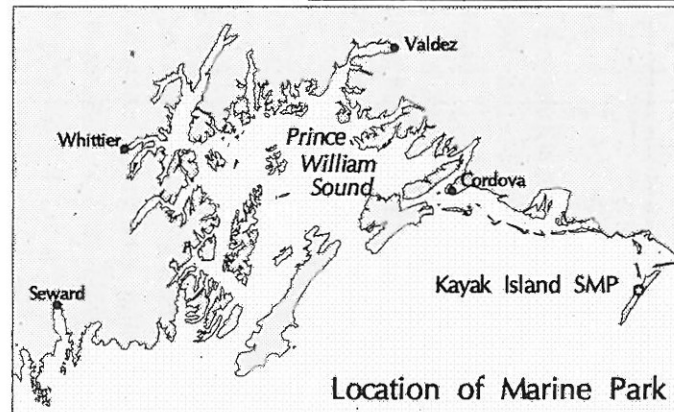 Valdez
Whittier
Prince
William
Sound
Cordova
Kayak Island SMP
Seward
Location of Marine Park